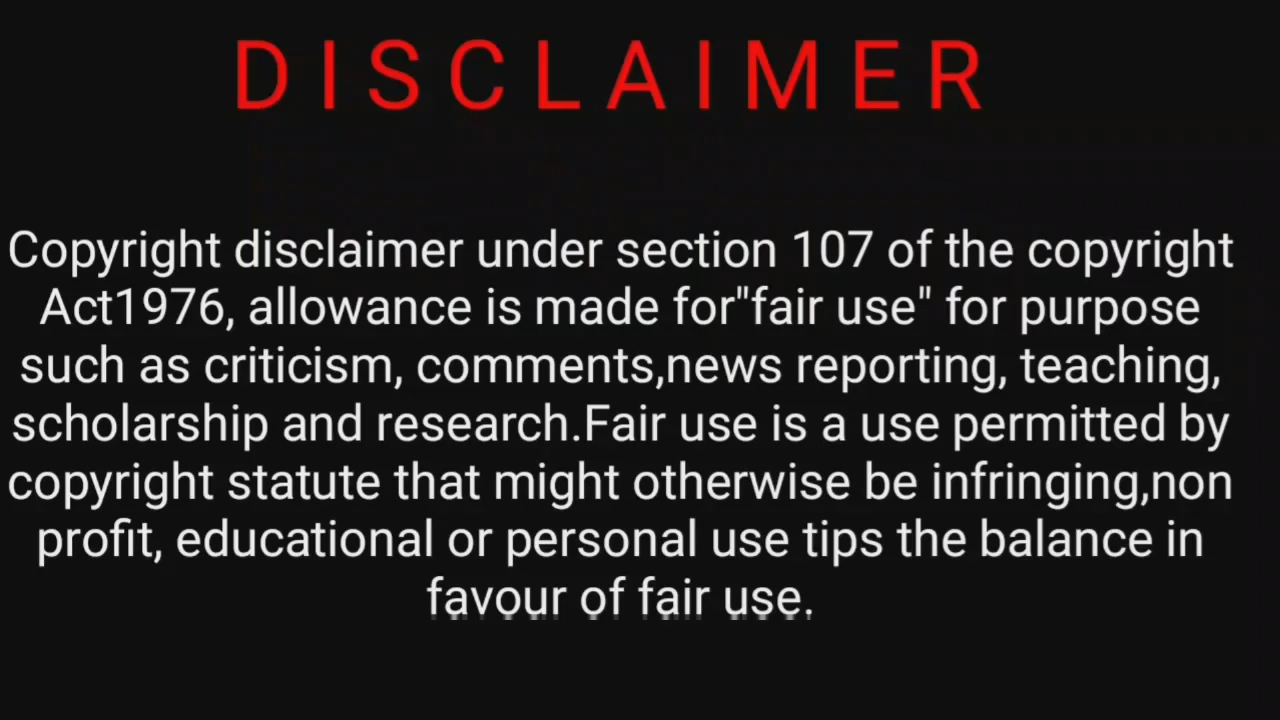 DISCLAIMER
Copyright disclaimer under section 107 of the copyright
Act1976, allowance is made for"fair use" for purpose
such as criticism, comments,news reporting, teaching,
scholarship and research.Fair use is a use permitted by
copyright statute that might otherwise be infringing,non
profit, educational or personal use tips the balance in
favour of fair use.